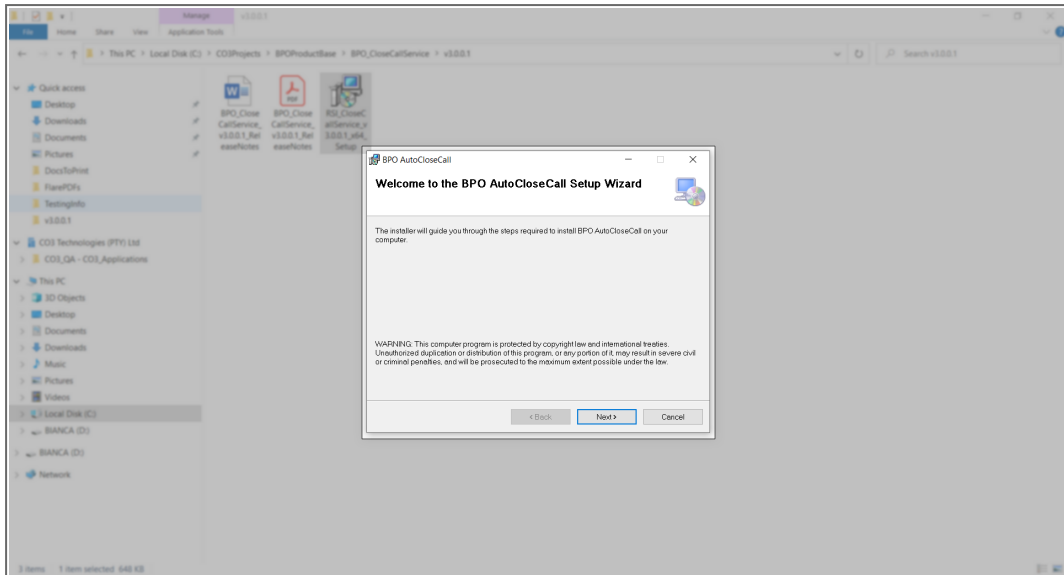 Manage v3.0.0.1
File Home Share View Application Tools
This PC > Local Disk (C:) > CO3Projects > BPOProductBase > BPO_CloseCallService > v3.0.0.1
Search v3.0.0.1
Quick access
Desktop
Downloads
Documents
Pictures
DocsToPrint
FlarePDFs
TestingInfo
v3.0.0.1
CO3 Technologies (PTY) Ltd
CO3_QA - CO3_Applications
This PC
3D Objects
Desktop
Documents
Downloads
Music
Pictures
Videos
Local Disk (C:)
BIANCA (D:)
BIANCA (D:)
Network
BPO_Close
CallService_
v3.0.0.1_Rel
easeNotes
BPO_Close
CallService_
v3.0.0.1_Rel
easeNotes
RSI_CloseC
allService_v
3.0.0.1_x64_
Setup
BPO AutoCloseCall
Welcome to the BPO AutoCloseCall Setup Wizard
The installer will guide you through the steps required to install BPO AutoCloseCall on your
computer.
WARNING: This computer program is protected by copyright law and international treaties.
Unauthorized duplication or distribution of this program, or any portion of it, may result in severe civil
or criminal penalties, and will be prosecuted to the maximum extent possible under the law.
< Back Next > Cancel
3 items 1 item selected 648 KB